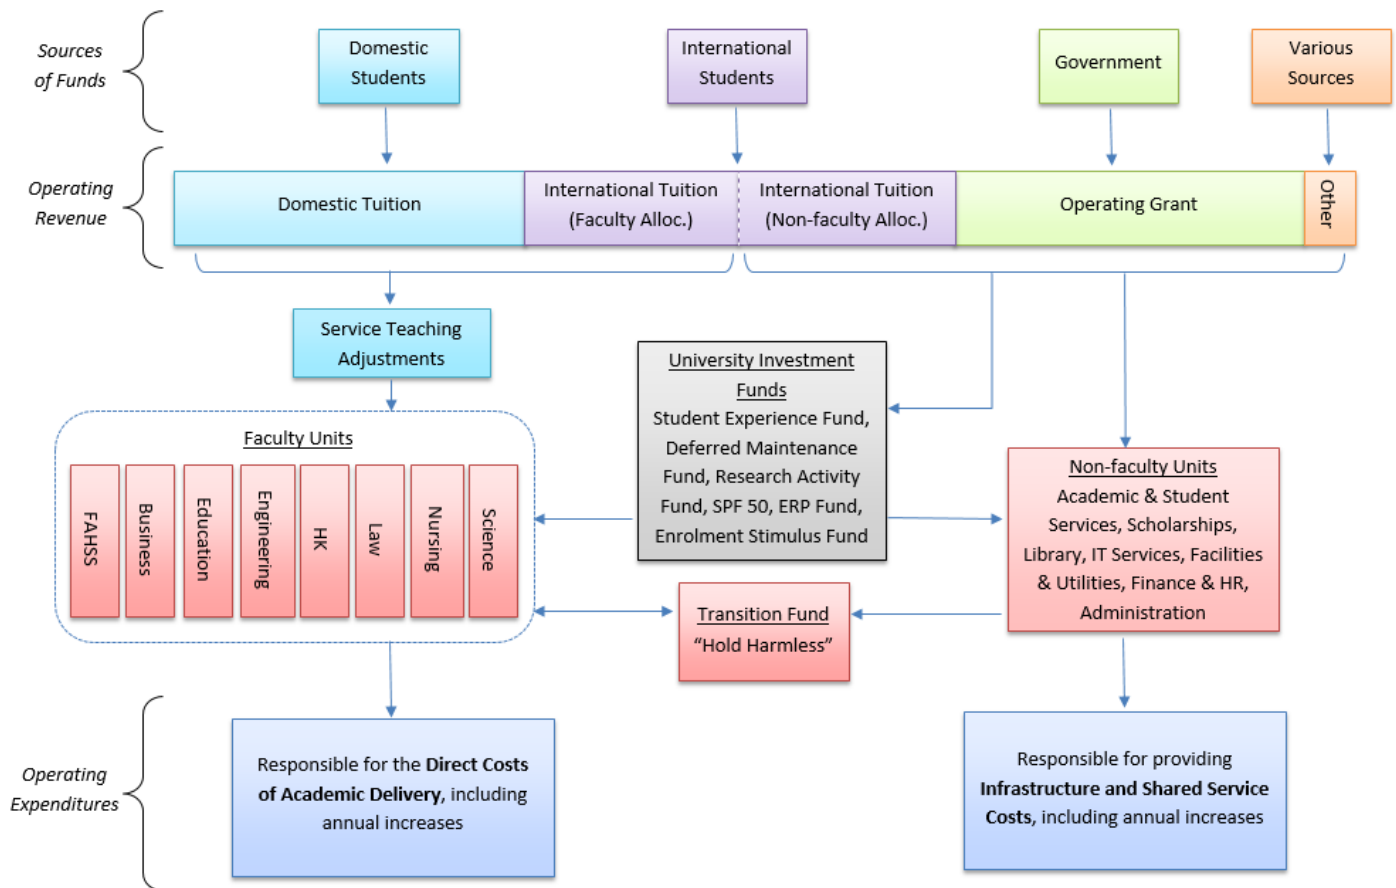 Sources
of Funds
Domestic
Students
International
Students
Government
Various
Sources
Operating
Revenue
Domestic Tuition
International Tuition
(Faculty Alloc.)
International Tuition
(Non-faculty Alloc.)
Operating Grant
Other
Service Teaching
Adjustments
University Investment
Funds
Student Experience Fund,
Deferred Maintenance
Fund, Research Activity
Fund, SPF 50, ERP Fund,
Enrolment Stimulus Fund
Faculty Units
FAHSS
Business
Education
Engineering
HK
Law
Nursing
Science
Non-faculty Units
Academic & Student
Services, Scholarships,
Library, IT Services, Facilities
& Utilities, Finance & HR,
Administration
Transition Fund
“Hold Harmless”
Operating
Expenditures
Responsible for the Direct Costs
of Academic Delivery, including
annual increases
Responsible for providing
Infrastructure and Shared Service
Costs, including annual increases